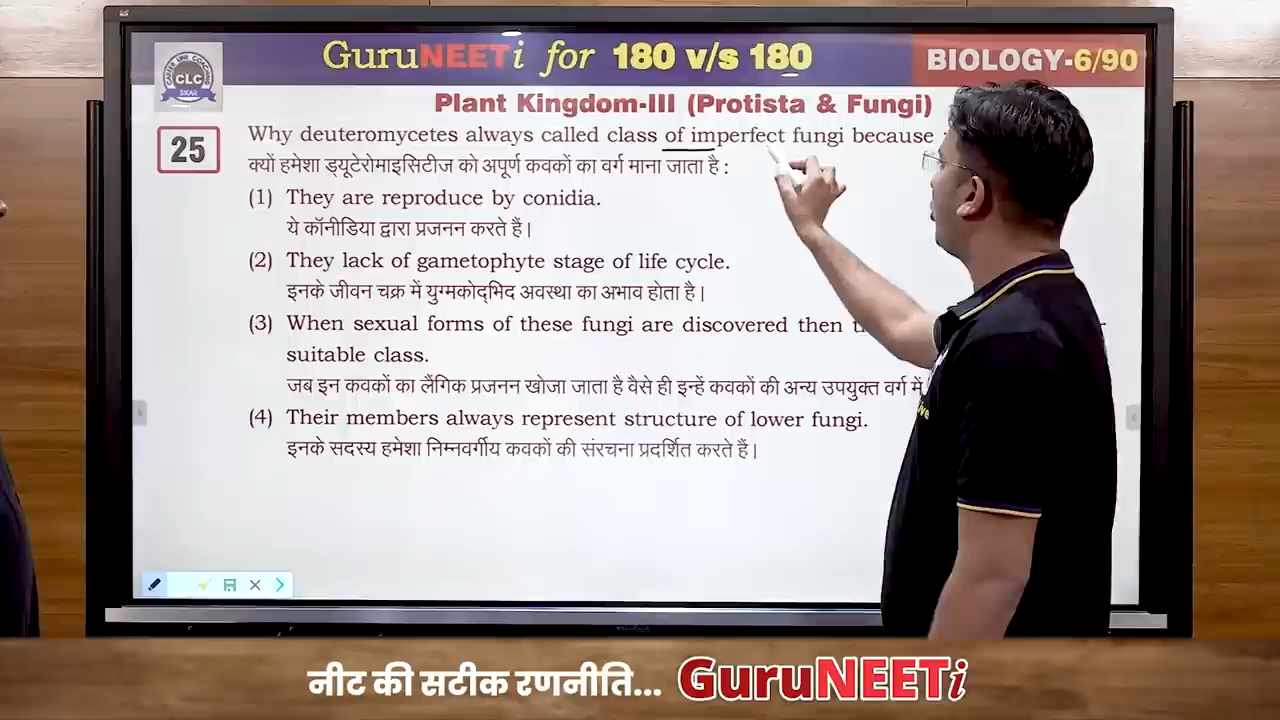 CLC
SIKAR
GuruNEETi for 180 v/s 180
BIOLOGY-6/90
Plant Kingdom-III (Protista & Fungi)
25
Why deuteromycetes always called class of imperfect fungi because
क्यों हमेशा ड्यूटेरोमाइसिटीज को अपूर्ण कवकों का वर्ग माना जाता है :
(1) They are reproduce by conidia.
ये कॉनीडिया द्वारा प्रजनन करते हैं।
(2) They lack of gametophyte stage of life cycle.
इनके जीवन चक्र में युग्मकोद्भिद अवस्था का अभाव होता है।
(3) When sexual forms of these fungi are discovered then
suitable class.
जब इन कवकों का लैंगिक प्रजनन खोजा जाता है वैसे ही इन्हें कवकों की अन्य उपयुक्त वर्ग में
(4) Their members always represent structure of lower fungi.
इनके सदस्य हमेशा निम्नवर्गीय कवकों की संरचना प्रदर्शित करते हैं।
नीट की सटीक रणनीति... GuruNEETi